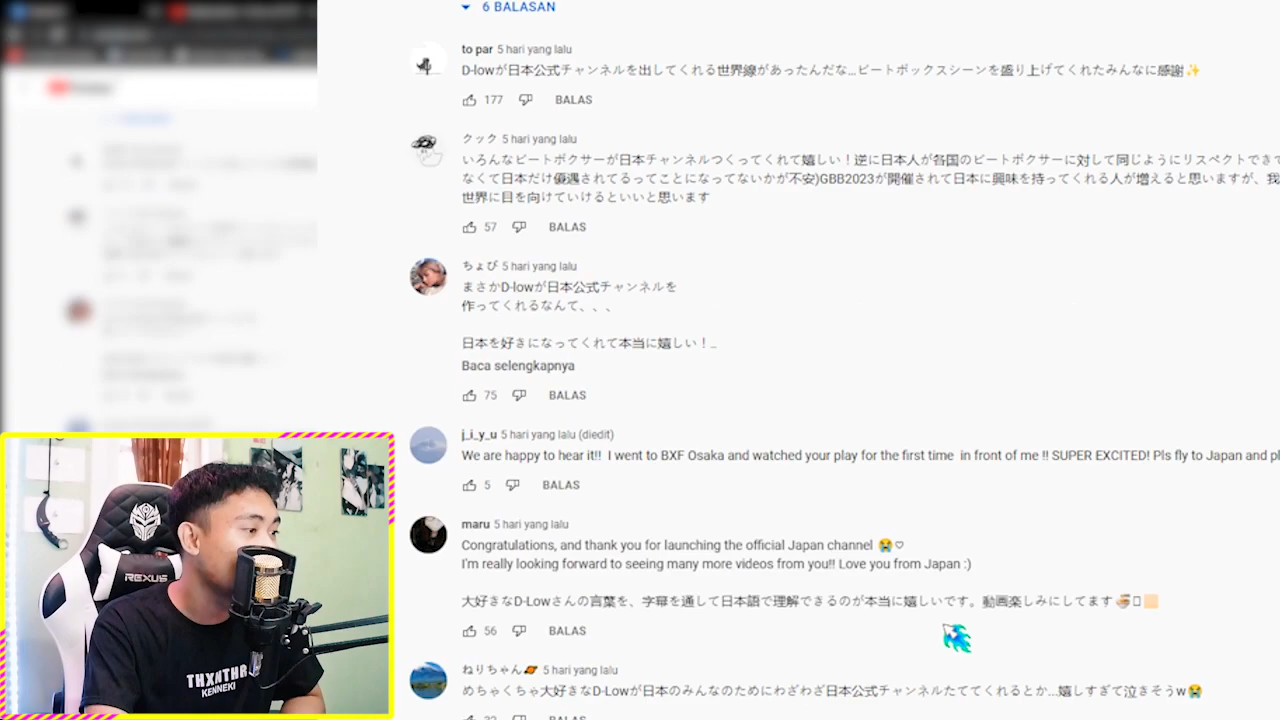 6 BALASAN
to par 5 hari yang lalu
D-lowが日本公式チャンネルを出してくれる世界線があったんだな...ビートボックスシーンを盛り上げてくれたみんなに感謝✨
177 BALAS
クック 5 hari yang lalu
いろんなビートボクサーが日本チャンネルつくってくれて嬉しい！逆に日本人が各国のビートボクサーに対して同じようにリスペクトできて
なくて日本だけ優遇されてるってことになってないかが不安)GBB2023が開催されて日本に興味を持ってくれる人が増えると思いますが、我
世界に目を向けていけるといいと思います
57 BALAS
ちょび 5 hari yang lalu
まさかD-lowが日本公式チャンネルを
作ってくれるなんて、、、
日本を好きになってくれて本当に嬉しい！...
Baca selengkapnya
75 BALAS
j_i_y_u 5 hari yang lalu (diedit)
We are happy to hear it!! I went to BXF Osaka and watched your play for the first time in front of me !! SUPER EXCITED! Pls fly to Japan and pl
5 BALAS
maru 5 hari yang lalu
Congratulations, and thank you for launching the official Japan channel 😭♡
I'm really looking forward to seeing many more videos from you!! Love you from Japan :)
大好きなD-Lowさんの言葉を、字幕を通して日本語で理解できるのが本当に嬉しいです。動画楽しみにしてます
56 BALAS
ねりちゃん🪐 5 hari yang lalu
めちゃくちゃ大好きなD-Lowが日本のみんなのためにわざわざ日本公式チャンネルたててくれるとか...嬉しすぎて泣きそうw😭
32 BALAS
REXUS
THXNTHR
KENNEKI